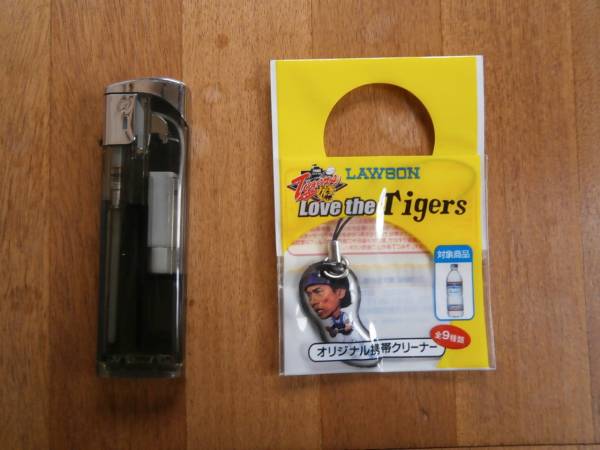 LAWSON
Tigers
Love the Tigers
対象商品
全9種類
オリジナル携帯クリーナー